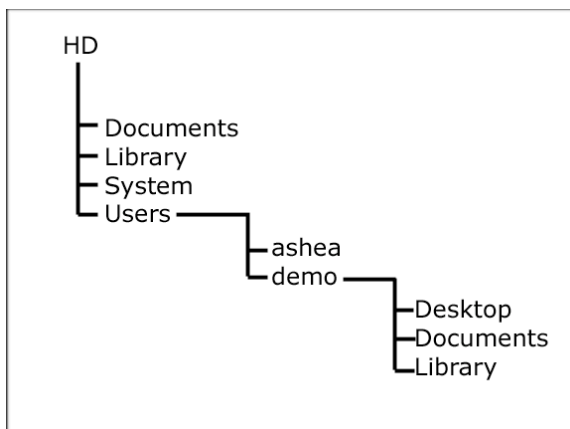 HD
Documents
Library
System
Users
ashea
demo
Desktop
Documents
Library